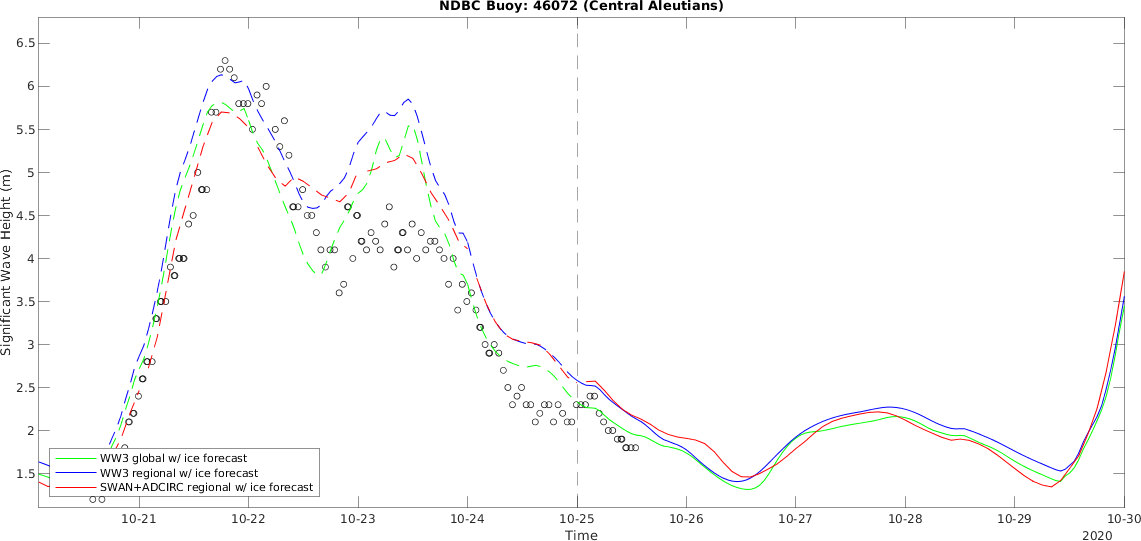 NDBC Buoy: 46072 (Central Aleutians)
6.5
6
5.5
5
4.5
4
3.5
3
2.5
2
1.5
Significant Wave Height (m)
WW3 global w/ ice forecast
WW3 regional w/ ice forecast
SWAN+ADCIRC regional w/ ice forecast
10-21 10-22 10-23 10-24 10-25 10-26 10-27 10-28 10-29 10-30
Time
2020